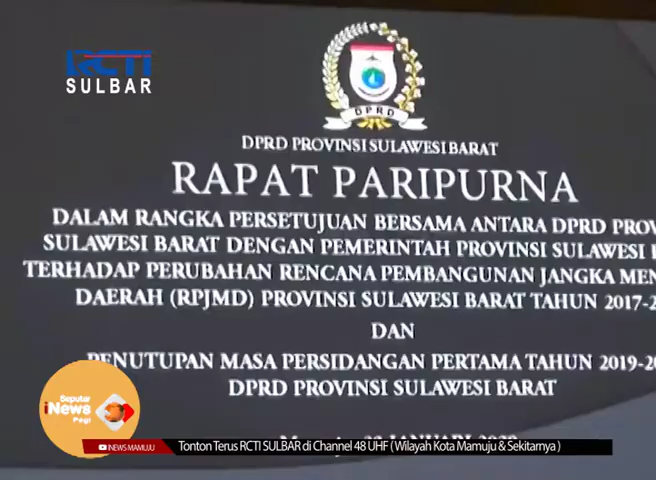 RCTI
SULBAR
DPRD
DPRD PROVINSI SULAWESI BARAT
RAPAT PARIPURNA
DALAM RANGKA PERSETUJUAN BERSAMA ANTARA DPRD PROV
SULAWESI BARAT DENGAN PEMERINTAH PROVINSI SULAWESI
TERHADAP PERUBAHAN RENCANA PEMBANGUNAN JANGKA MEN
DAERAH (RPJMD) PROVINSI SULAWESI BARAT TAHUN 2017-2
DAN
PENUTUPAN MASA PERSIDANGAN PERTAMA TAHUN 2019-20
DPRD PROVINSI SULAWESI BARAT
JANUARI
Seputar
iNews
Pagi
INEWS MAMUJU
Tonton Terus RCTI SULBAR di Channel 48 UHF ( Wilayah Kota Mamuju & Sekitarnya )